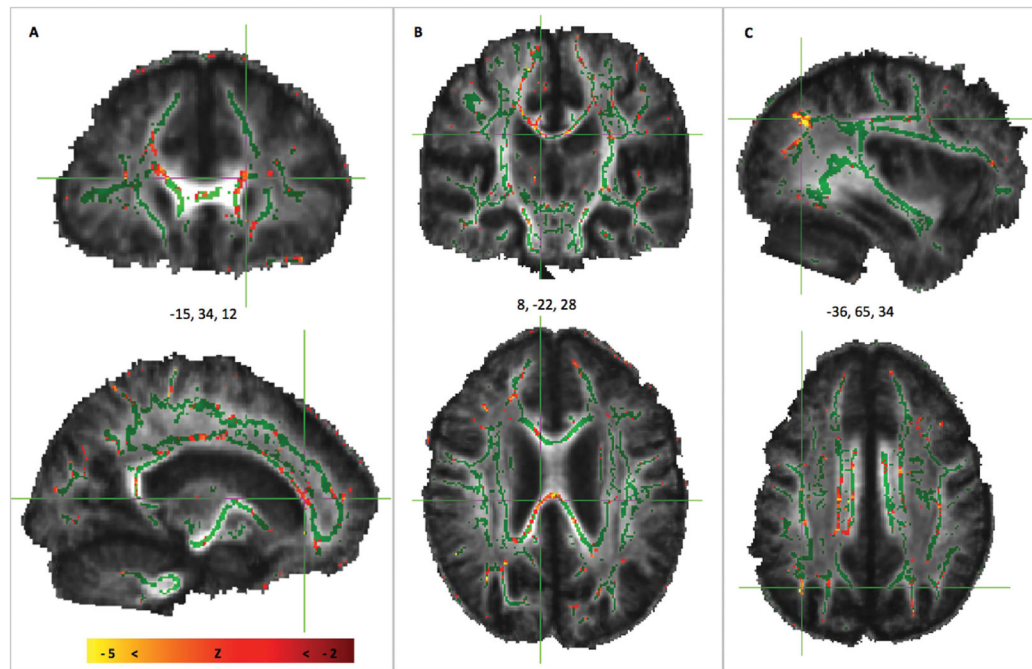 A
B
C
-15, 34, 12
8, -22, 28
-36, 65, 34
- 5 < Z < - 2